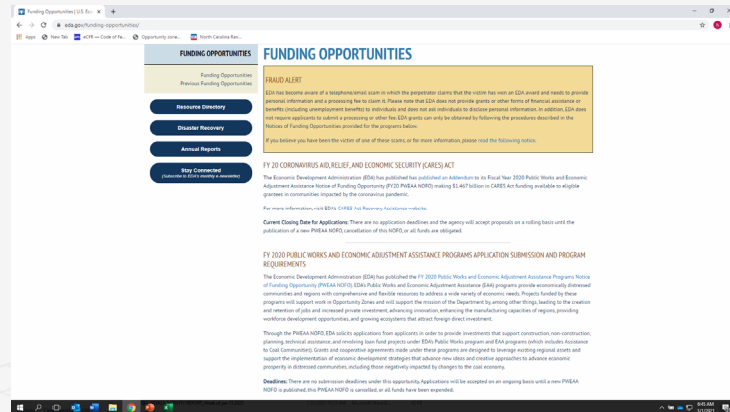 Funding Opportunities | U.S. Eco
eda.gov/funding-opportunities/
Apps New Tab eCFR — Code of Fe... Opportunity zone... North Carolina Ran...
FUNDING OPPORTUNITIES
Funding Opportunities
Previous Funding Opportunities
Resource Directory
Disaster Recovery
Annual Reports
Stay Connected
(Subscribe to EDA's monthly e-newsletter)
FUNDING OPPORTUNITIES
FRAUD ALERT
EDA has become aware of a telephone/email scam in which the perpetrator claims that the victim has won an EDA award and needs to provide
personal information and a processing fee to claim it. Please note that EDA does not provide grants or other forms of financial assistance or
benefits (including unemployment benefits) to individuals and does not ask individuals to disclose personal information. In addition, EDA does
not require applicants to submit a processing or other fee. EDA grants can only be obtained by following the procedures described in the
Notices of Funding Opportunities provided for the programs below.
If you believe you have been the victim of one of these scams, or for more information, please read the following notice.
FY 20 CORONAVIRUS AID, RELIEF, AND ECONOMIC SECURITY (CARES) ACT
The Economic Development Administration (EDA) has published has published an Addendum to its Fiscal Year 2020 Public Works and Economic
Adjustment Assistance Notice of Funding Opportunity (FY20 PWEAA NOFO) making $1.467 billion in CARES Act funding available to eligible
grantees in communities impacted by the coronavirus pandemic.
For more information, visit EDA's CARES Act Recovery Assistance website.
Current Closing Date for Applications: There are no application deadlines and the agency will accept proposals on a rolling basis until the
publication of a new PWEAA NOFO, cancellation of this NOFO, or all funds are obligated.
FY 2020 PUBLIC WORKS AND ECONOMIC ADJUSTMENT ASSISTANCE PROGRAMS APPLICATION SUBMISSION AND PROGRAM
REQUIREMENTS
The Economic Development Administration (EDA) has published the FY 2020 Public Works and Economic Adjustment Assistance Programs Notice
of Funding Opportunity (PWEAA NOFO). EDA's Public Works and Economic Adjustment Assistance (EAA) programs provide economically distressed
communities and regions with comprehensive and flexible resources to address a wide variety of economic needs. Projects funded by these
programs will support work in Opportunity Zones and will support the mission of the Department by, among other things, leading to the creation
and retention of jobs and increased private investment, advancing innovation, enhancing the manufacturing capacities of regions, providing
workforce development opportunities, and growing ecosystems that attract foreign direct investment.
Through the PWEAA NOFO, EDA solicits applications from applicants in order to provide investments that support construction, non-construction,
planning, technical assistance, and revolving loan fund projects under EDA's Public Works program and EAA programs (which includes Assistance
to Coal Communities). Grants and cooperative agreements made under these programs are designed to leverage existing regional assets and
support the implementation of economic development strategies that advance new ideas and creative approaches to advance economic
prosperity in distressed communities, including those negatively impacted by changes to the coal economy.
Deadlines: There are no submission deadlines under this opportunity. Applications will be accepted on an ongoing basis until a new PWEAA
NOFO is published, this PWEAA NOFO is cancelled, or all funds have been expended.
6:45 AM